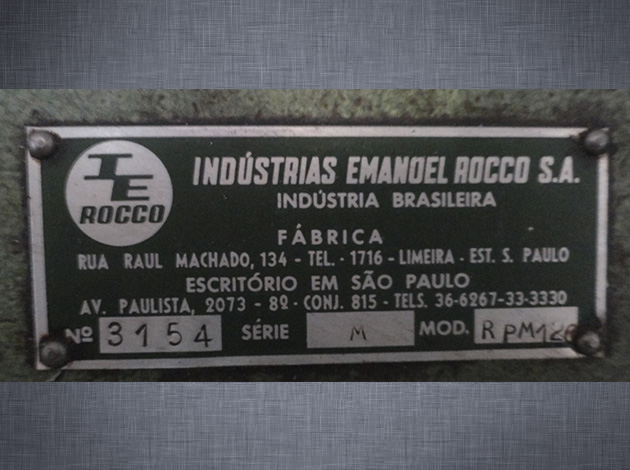 IE
ROCCO
INDÚSTRIAS EMANOEL ROCCO S.A.
INDÚSTRIA BRASILEIRA
FÁBRICA
RUA RAUL MACHADO, 134 - TEL. - 1716 - LIMEIRA - EST. S. PAULO
ESCRITÓRIO EM SÃO PAULO
AV. PAULISTA, 2073 - 8º - CONJ. 815 - TELS. 36-6267-33-3330
Nº 3154 SÉRIE M MOD.